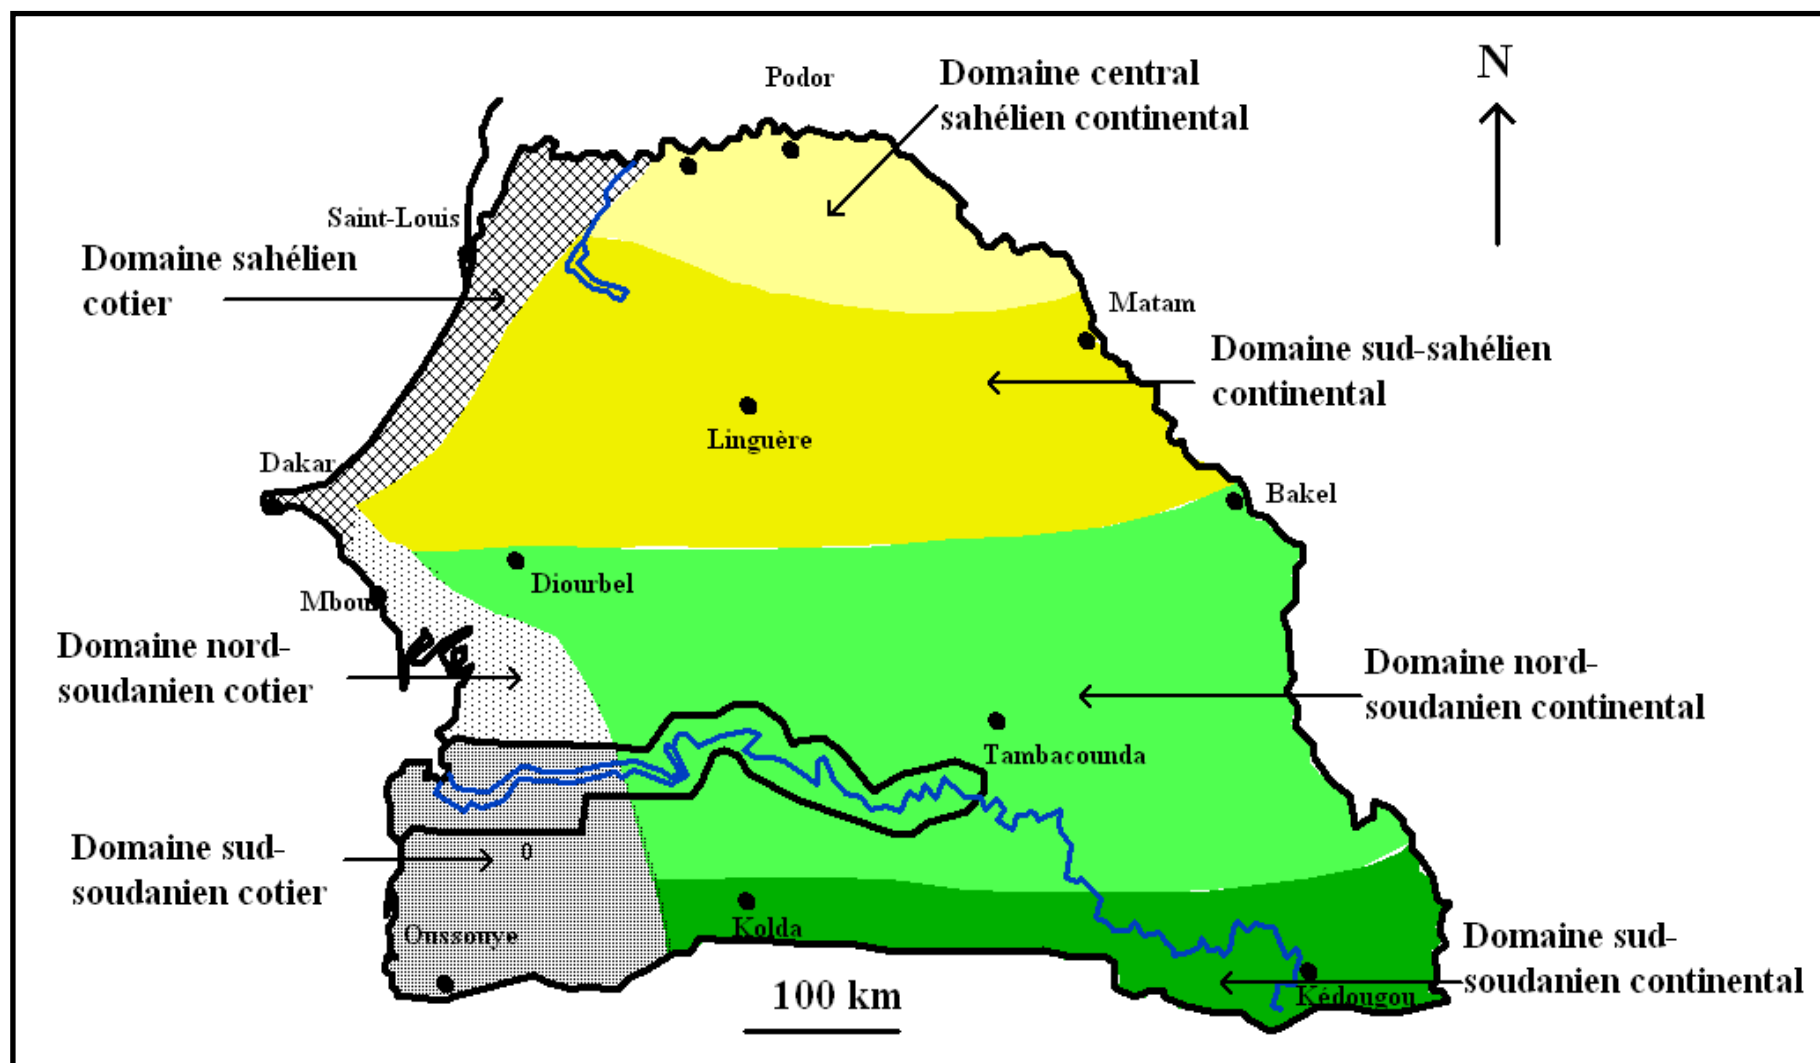 Podor
Domaine central
sahélien continental
N
Saint-Louis
Domaine sahélien
cotier
Matam
Domaine sud-sahélien
continental
Linguère
Dakar
Bakel
Diourbel
Mbour
Domaine nord-
soudanien cotier
Domaine nord-
soudanien continental
Tambacounda
Domaine sud-
soudanien cotier
0
Oussouye
Kolda
Domaine sud-
soudanien continental
Kédougou
100 km